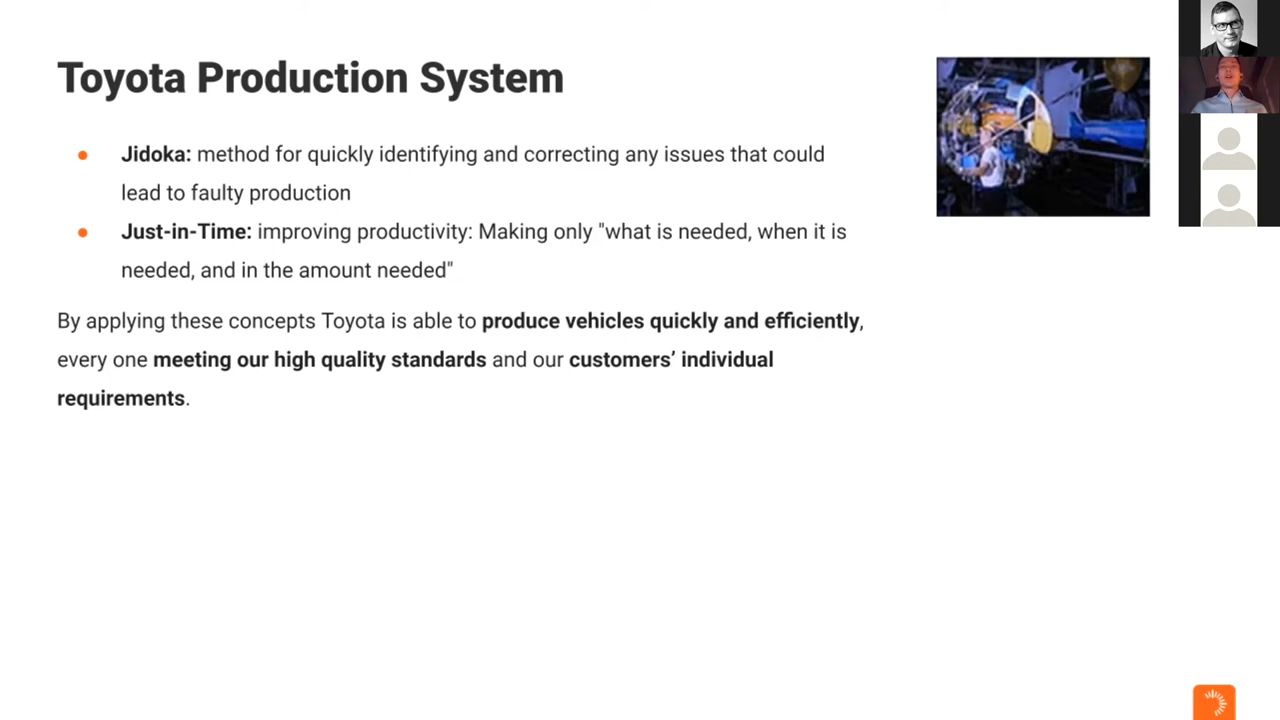 Toyota Production System
Jidoka: method for quickly identifying and correcting any issues that could
lead to faulty production
Just-in-Time: improving productivity: Making only "what is needed, when it is
needed, and in the amount needed"
By applying these concepts Toyota is able to produce vehicles quickly and efficiently,
every one meeting our high quality standards and our customers’ individual
requirements.